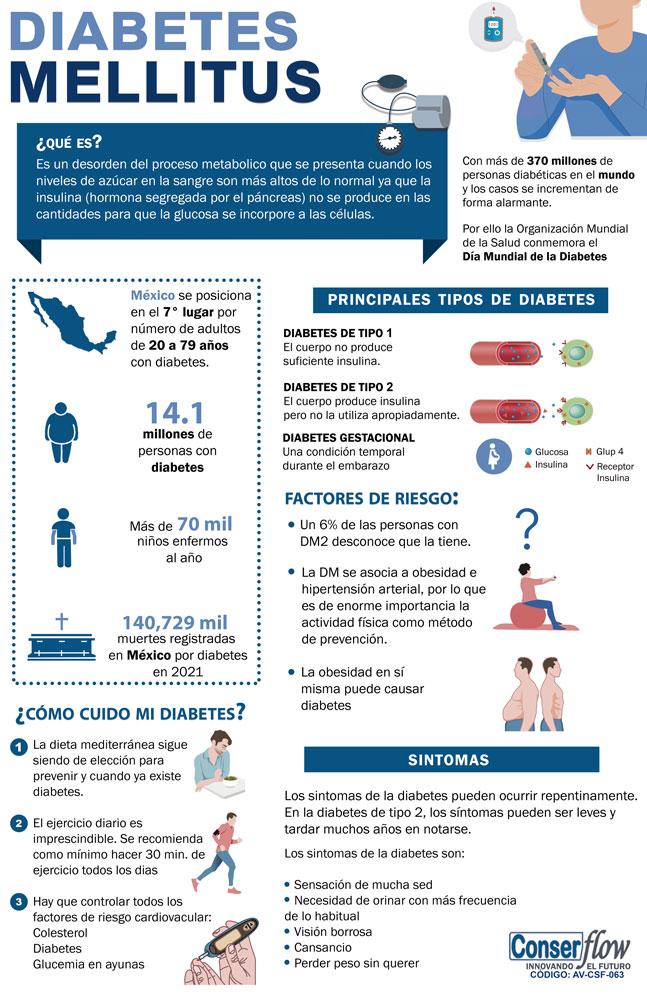 DIABETES
MELLITUS
¿QUÉ ES?
Es un desorden del proceso metabolico que se presenta cuando los
niveles de azúcar en la sangre son más altos de lo normal ya que la
insulina (hormona segregada por el páncreas) no se produce en las
cantidades para que la glucosa se incorpore a las células.
Con más de 370 millones de
personas diabéticas en el mundo
y los casos se incrementan de
forma alarmante.
Por ello la Organización Mundial
de la Salud conmemora el
Día Mundial de la Diabetes
México se posiciona
en el 7° lugar por
número de adultos
de 20 a 79 años
con diabetes.
14.1
millones de
personas con
diabetes
Más de 70 mil
niños enfermos
al año
140,729 mil
muertes registradas
en México por diabetes
en 2021
PRINCIPALES TIPOS DE DIABETES
DIABETES DE TIPO 1
El cuerpo no produce
suficiente insulina.
DIABETES DE TIPO 2
El cuerpo produce insulina
pero no la utiliza apropiadamente.
DIABETES GESTACIONAL
Una condición temporal
durante el embarazo
Glucosa
Insulina
Glup 4
Receptor
Insulina
FACTORES DE RIESGO:
• Un 6% de las personas con
DM2 desconoce que la tiene.
?
• La DM se asocia a obesidad e
hipertensión arterial, por lo que
es de enorme importancia la
actividad física como método
de prevención.
• La obesidad en sí
misma puede causar
diabetes
¿CÓMO CUIDO MI DIABETES?
1 La dieta mediterránea sigue
siendo de elección para
prevenir y cuando ya existe
diabetes.
2 El ejercicio diario es
imprescindible. Se recomienda
como mínimo hacer 30 min. de
ejercicio todos los dias
3 Hay que controlar todos los
factores de riesgo cardiovacular:
Colesterol
Diabetes
Glucemia en ayunas
SINTOMAS
Los sintomas de la diabetes pueden ocurrir repentinamente.
En la diabetes de tipo 2, los síntomas pueden ser leves y
tardar muchos años en notarse.
Los sintomas de la diabetes son:
• Sensación de mucha sed
• Necesidad de orinar con más frecuencia
de lo habitual
• Visión borrosa
• Cansancio
• Perder peso sin querer
Conserflow
INNOVANDO EL FUTURO
CÓDIGO: AV-CSF-063